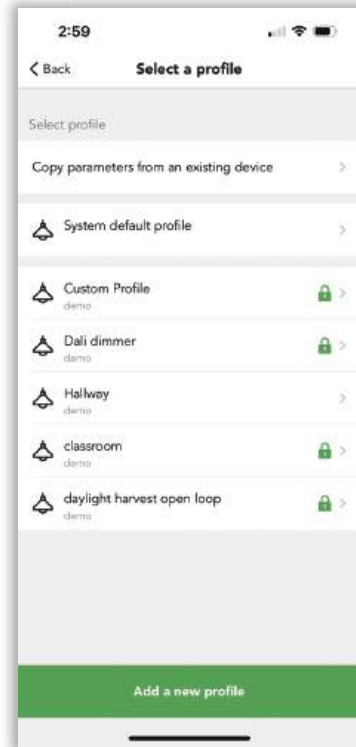 2:59
Back Select a profile
Select profile
Copy parameters from an existing device
System default profile
Custom Profile
demo
Dali dimmer
demo
Hallway
demo
classroom
demo
daylight harvest open loop
demo
Add a new profile